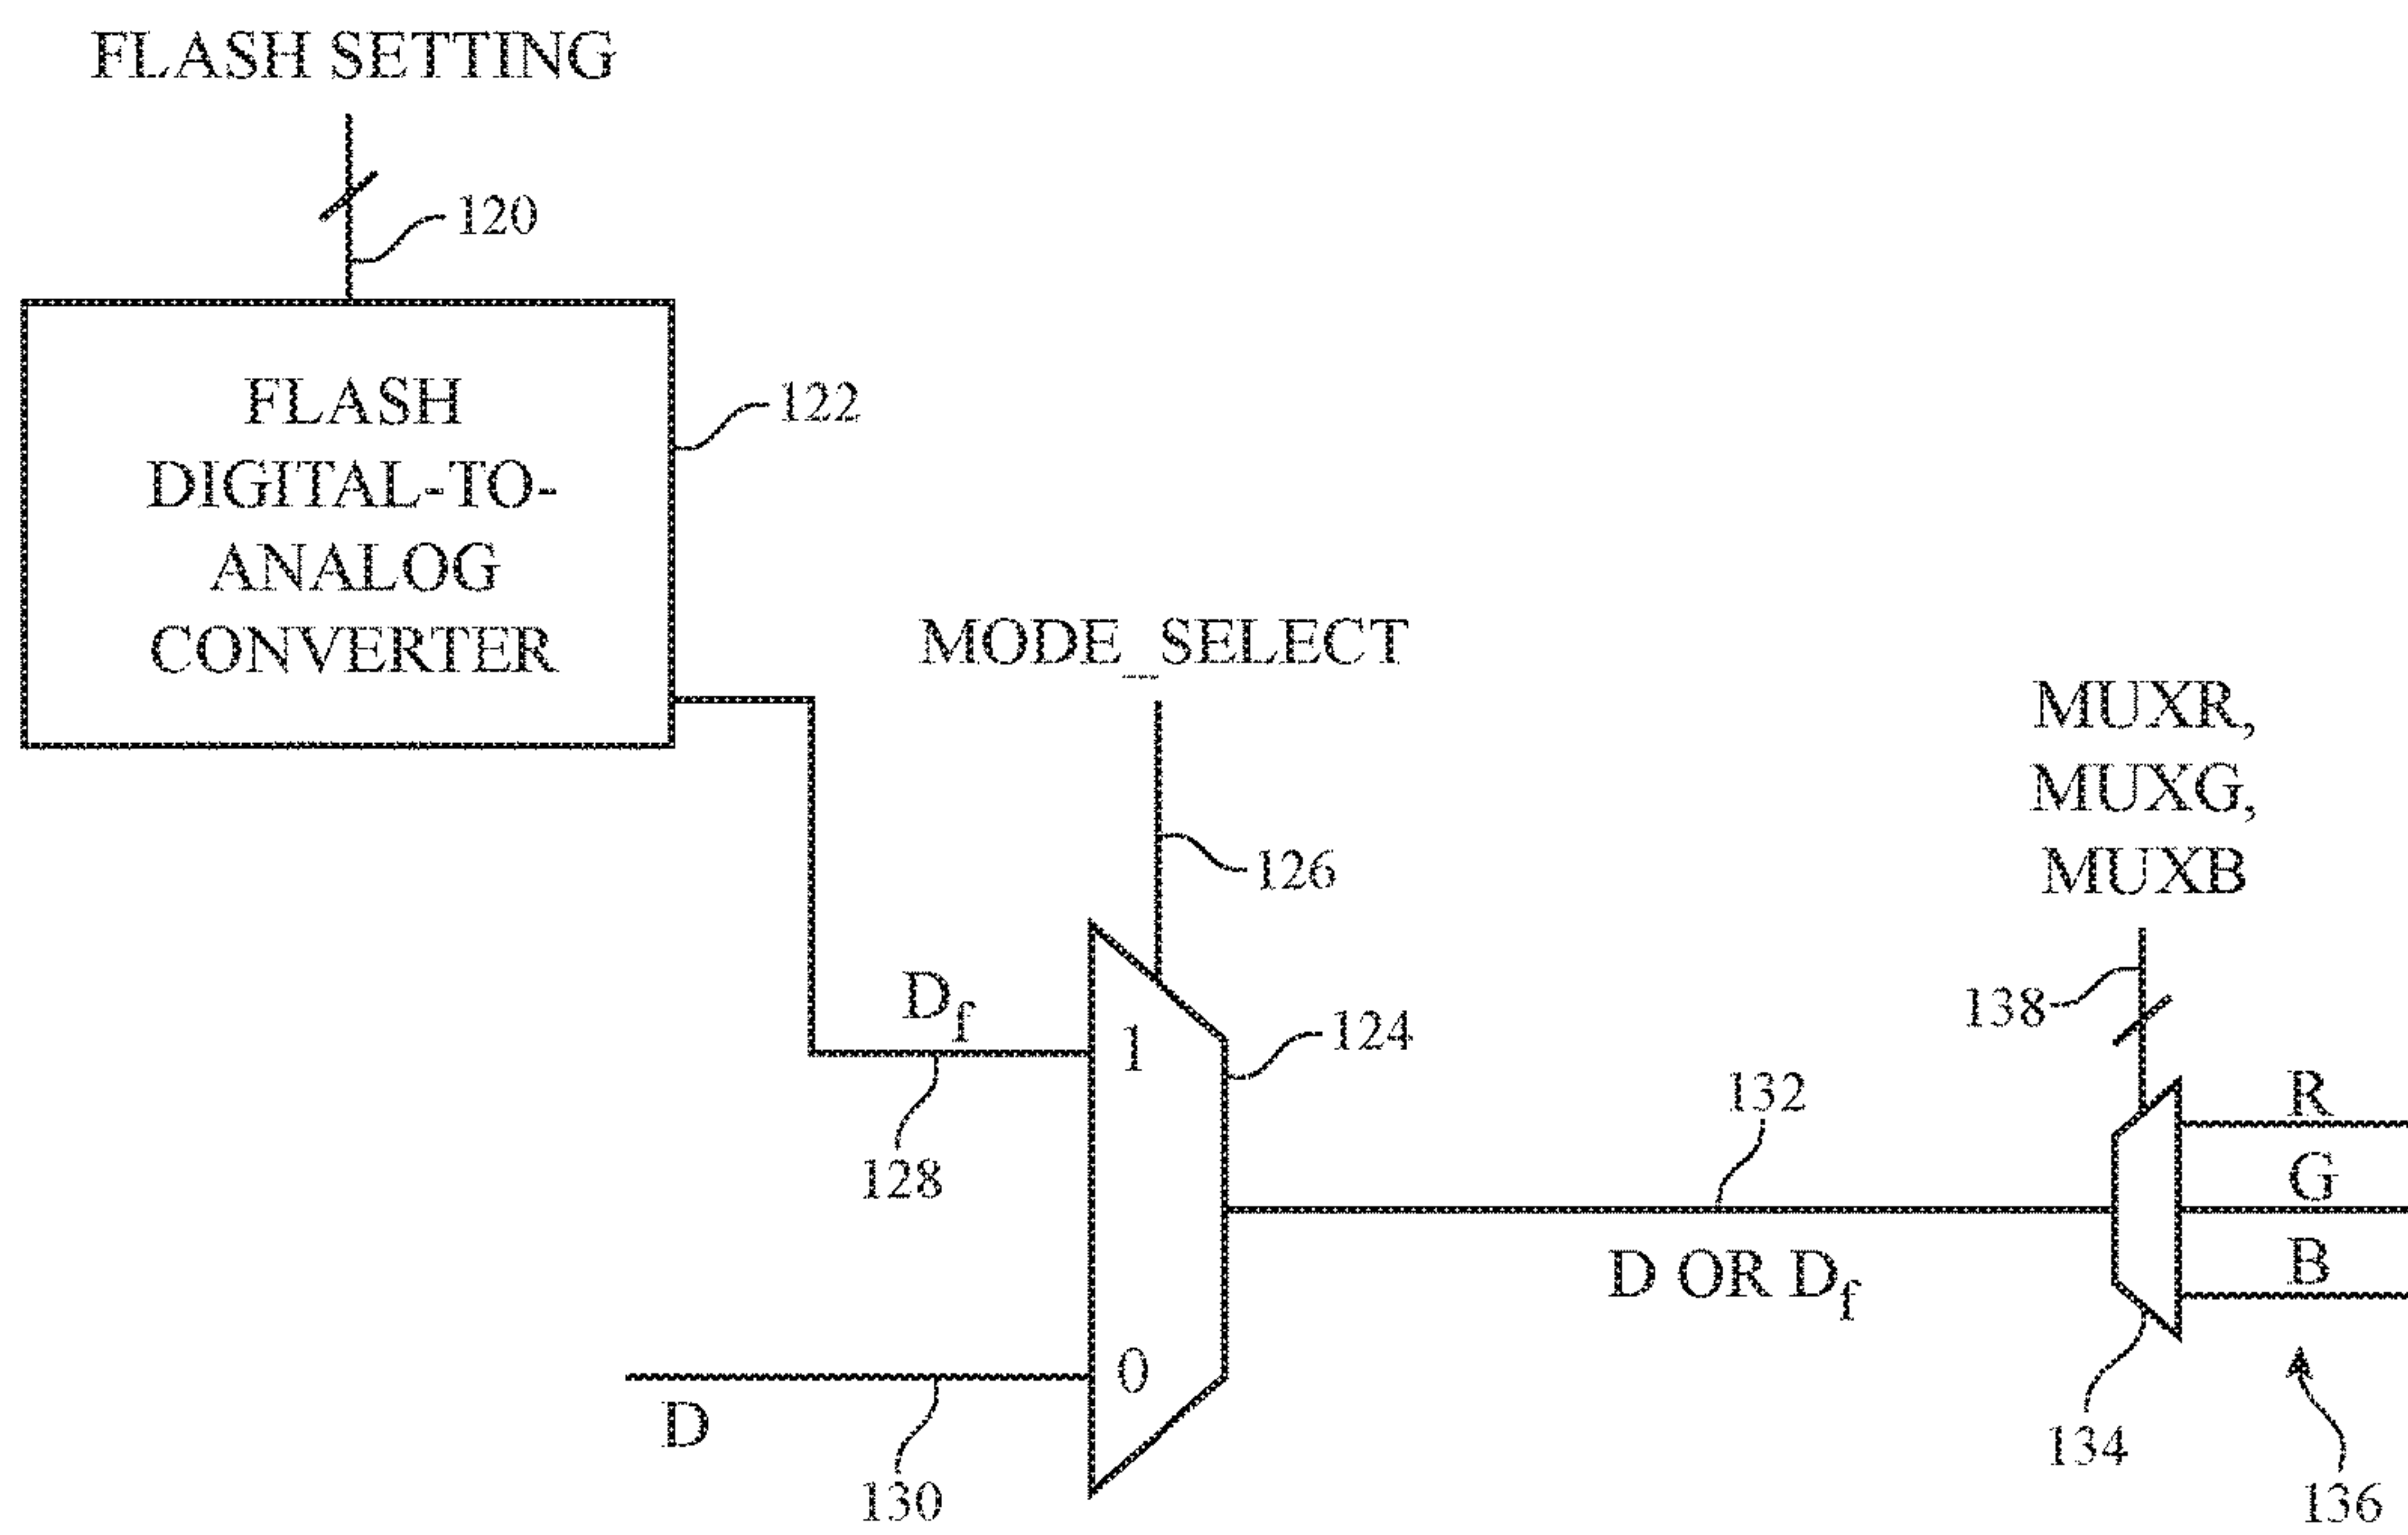 FLASH SETTING
120
FLASH
DIGITAL-TO-
ANALOG
CONVERTER
122
MODE_SELECT
126
MUXR,
MUXG,
MUXB
138
Df
1
124
128
132
R
G
B
D OR Df
0
D
130
134
136